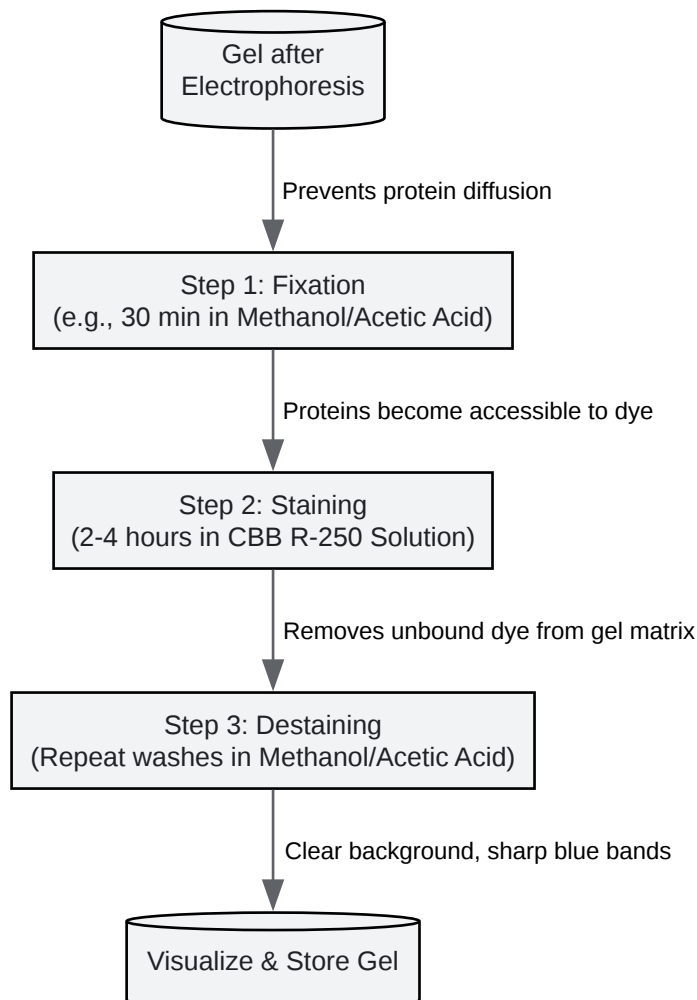 Gel after
Electrophoresis
Prevents protein diffusion
Step 1: Fixation
(e.g., 30 min in Methanol/Acetic Acid)
Proteins become accessible to dye
Step 2: Staining
(2-4 hours in CBB R-250 Solution)
Removes unbound dye from gel matrix
Step 3: Destaining
(Repeat washes in Methanol/Acetic Acid)
Clear background, sharp blue bands
Visualize & Store Gel